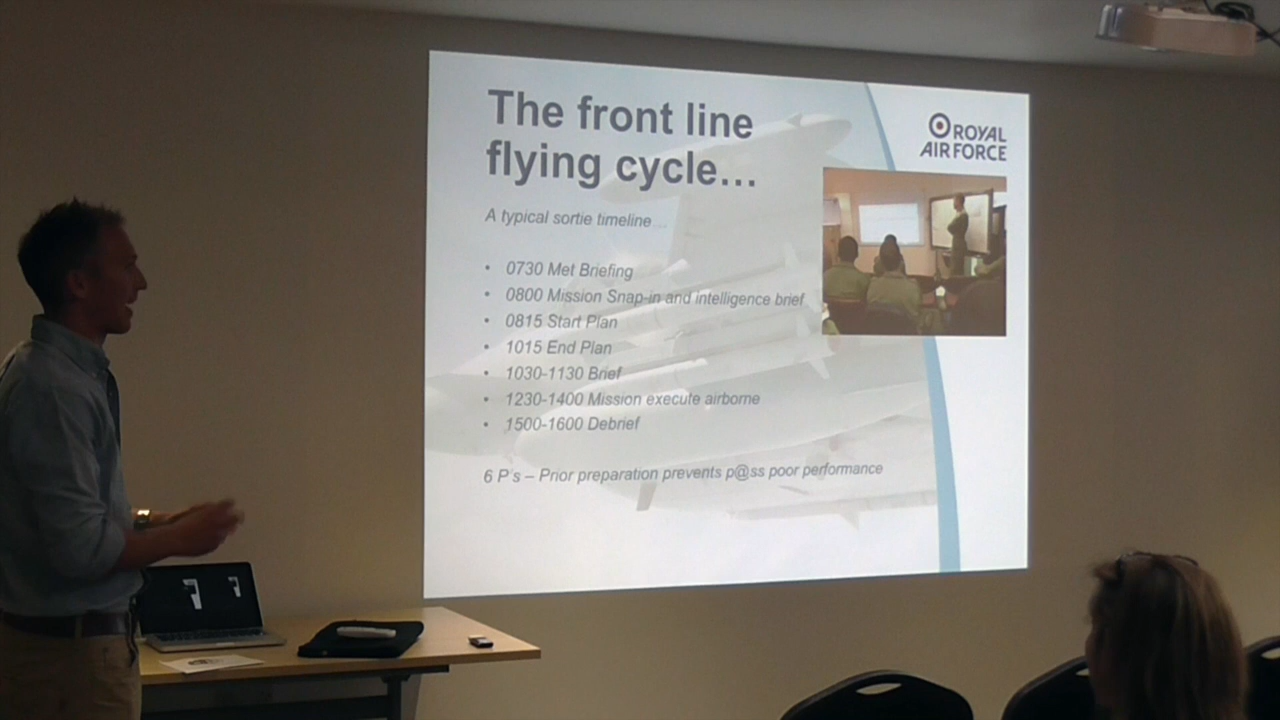 The front line
flying cycle...
ROYAL
AIR FORCE
A typical sortie timeline...
• 0730 Met Briefing
• 0800 Mission Snap-in and intelligence brief
• 0815 Start Plan
• 1015 End Plan
• 1030-1130 Brief
• 1230-1400 Mission execute airborne
• 1500-1600 Debrief
6 P's – Prior preparation prevents p@ss poor performance